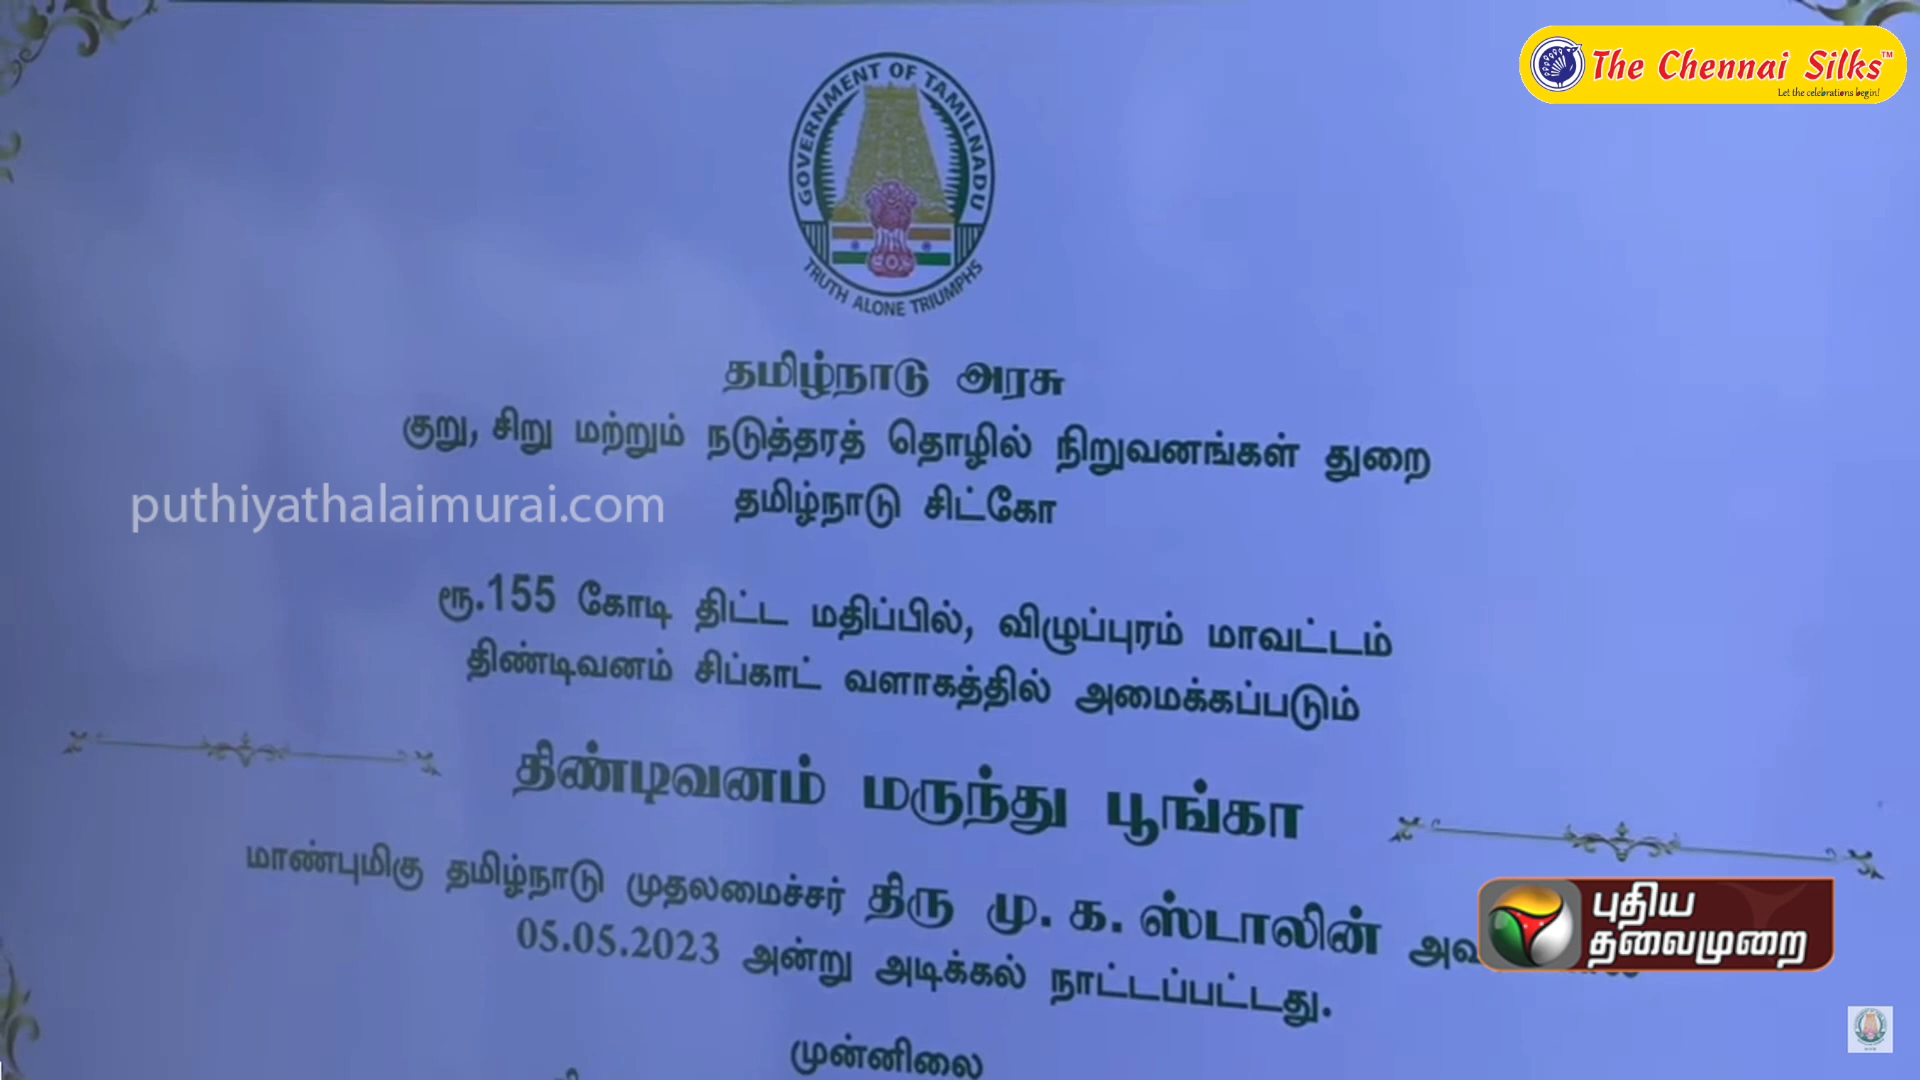 The Chennai Silks™
Let the celebrations begin!
GOVERNMENT OF TAMILNADU
TRUTH ALONE TRIUMPHS
தமிழ்நாடு அரசு
குறு, சிறு மற்றும் நடுத்தரத் தொழில் நிறுவனங்கள் துறை
puthiyathalaimurai.com
தமிழ்நாடு சிட்கோ
ரூ.155 கோடி திட்ட மதிப்பில், விழுப்புரம் மாவட்டம்
திண்டிவனம் சிப்காட் வளாகத்தில் அமைக்கப்படும்
திண்டிவனம் மருந்து பூங்கா
மாண்புமிகு தமிழ்நாடு முதலமைச்சர் திரு மு. க. ஸ்டாலின்
05.05.2023 அன்று அடிக்கல் நாட்டப்பட்டது.
முன்னிலை
புதிய
தலைமுறை